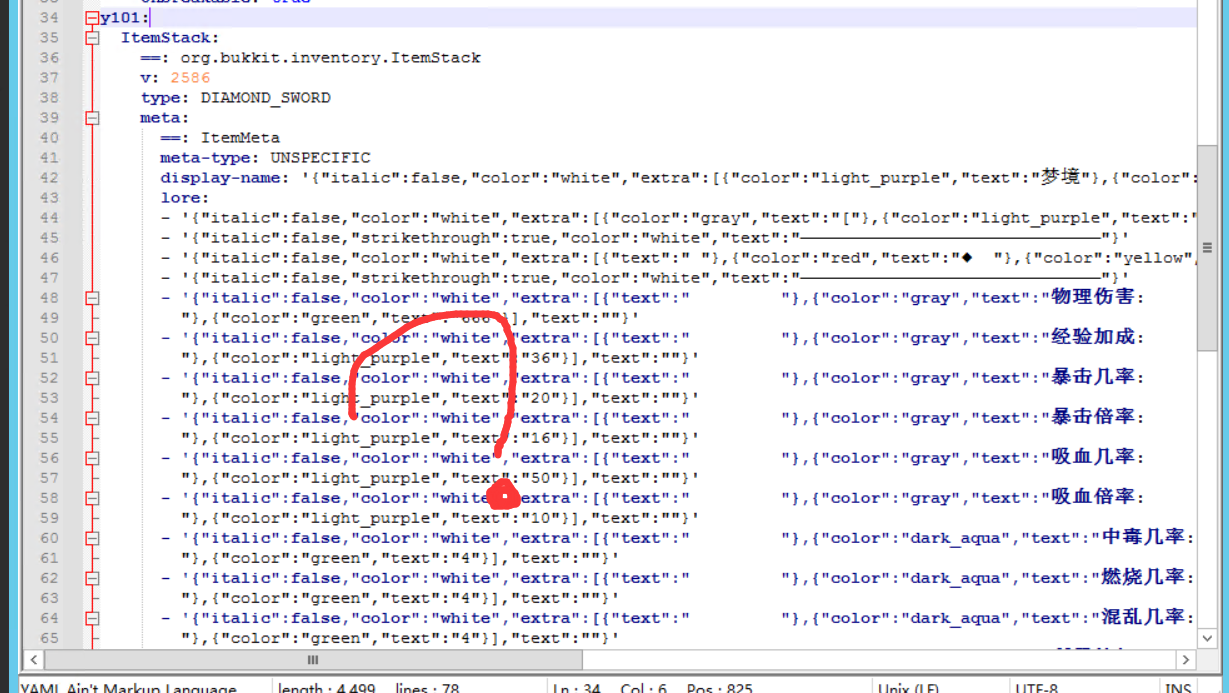 34 y101:
35 ItemStack:
36 ==: org.bukkit.inventory.ItemStack
37 v: 2586
38 type: DIAMOND_SWORD
39 meta:
40 ==: ItemMeta
41 meta-type: UNSPECIFIC
42 display-name: '{"italic":false,"color":"white","extra":[{"color":"light_purple","text":"梦境"},{"color":
43 lore:
44 - '{"italic":false,"color":"white","extra":[{"color":"gray","text":"["},{"color":"light_purple","text":"
45 - '{"italic":false,"strikethrough":true,"color":"white","text":"——————————————————————————————"}'
46 - '{"italic":false,"color":"white","extra":[{"text":" "},{"color":"red","text":"◆  "},{"color":"yellow",
47 - '{"italic":false,"strikethrough":true,"color":"white","text":"——————————————————————————————"}'
48 - '{"italic":false,"color":"white","extra":[{"text":"         "},{"color":"gray","text":"物理伤害:
49 "},{"color":"green","text":"666"}],"text":""}'
50 - '{"italic":false,"color":"white","extra":[{"text":"         "},{"color":"gray","text":"经验加成:
51 "},{"color":"light_purple","text":"36"}],"text":""}'
52 - '{"italic":false,"color":"white","extra":[{"text":"         "},{"color":"gray","text":"暴击几率:
53 "},{"color":"light_purple","text":"20"}],"text":""}'
54 - '{"italic":false,"color":"white","extra":[{"text":"         "},{"color":"gray","text":"暴击倍率:
55 "},{"color":"light_purple","text":"16"}],"text":""}'
56 - '{"italic":false,"color":"white","extra":[{"text":"         "},{"color":"gray","text":"吸血几率:
57 "},{"color":"light_purple","text":"50"}],"text":""}'
58 - '{"italic":false,"color":"white","extra":[{"text":"         "},{"color":"gray","text":"吸血倍率:
59 "},{"color":"light_purple","text":"10"}],"text":""}'
60 - '{"italic":false,"color":"white","extra":[{"text":"         "},{"color":"dark_aqua","text":"中毒几率:
61 "},{"color":"green","text":"4"}],"text":""}'
62 - '{"italic":false,"color":"white","extra":[{"text":"         "},{"color":"dark_aqua","text":"燃烧几率:
63 "},{"color":"green","text":"4"}],"text":""}'
64 - '{"italic":false,"color":"white","extra":[{"text":"         "},{"color":"dark_aqua","text":"混乱几率:
65 "},{"color":"green","text":"4"}],"text":""}'
YAML Ain't Markup Language length : 4,499 lines : 78 Ln : 34 Col : 6 Pos : 825 Unix (LF) UTF-8 INS